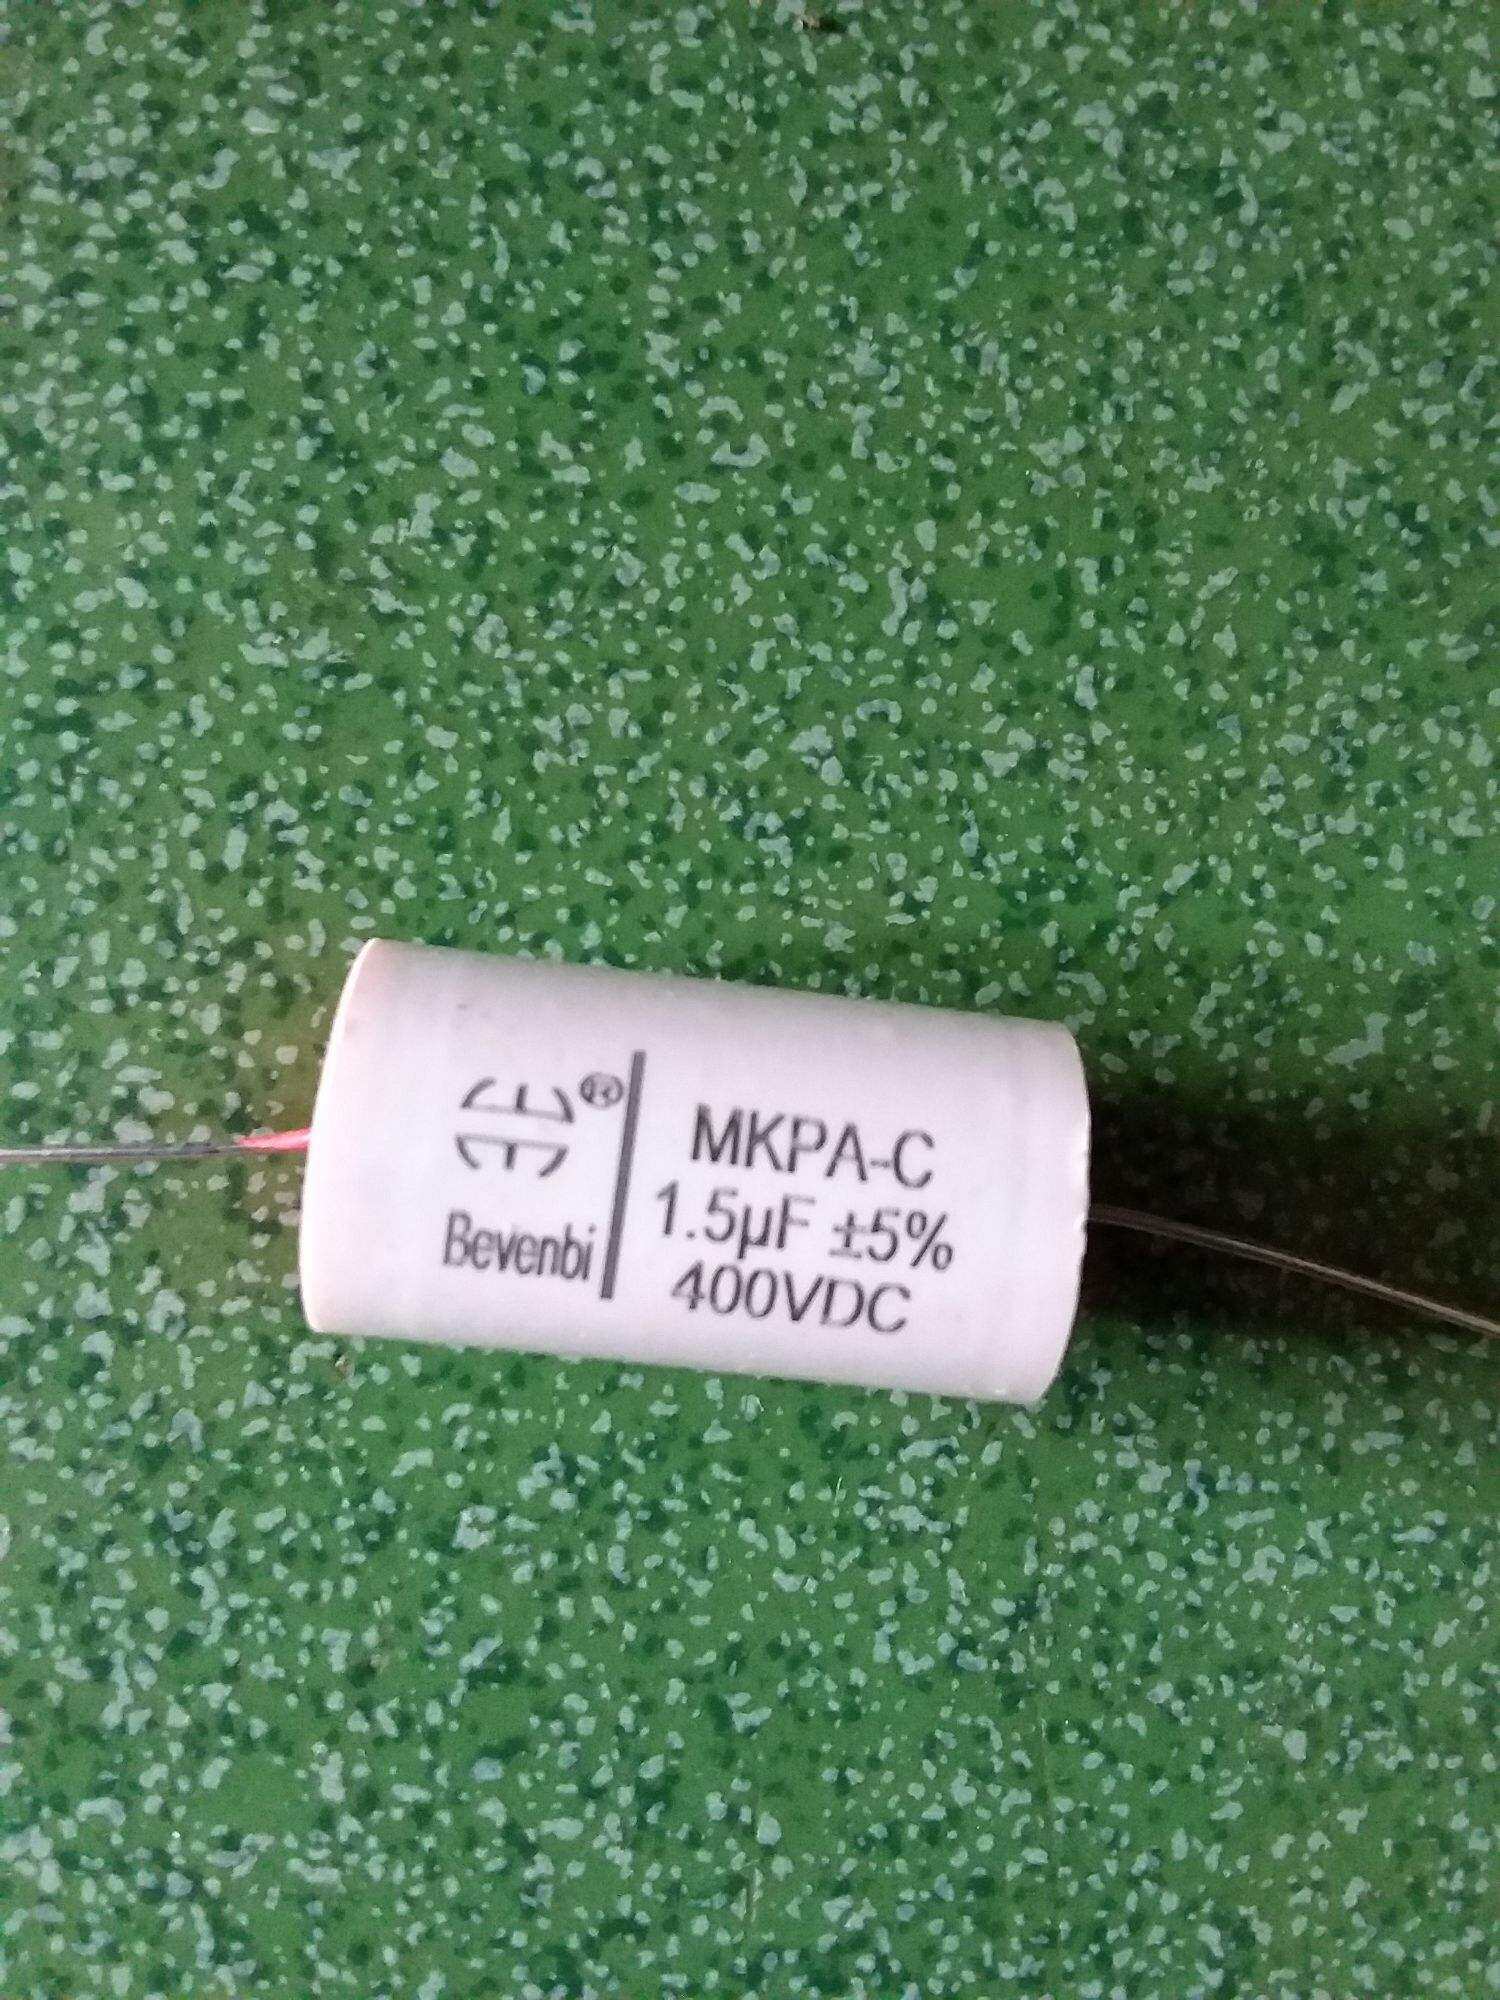 ®
Bevenbi
MKPA-C
1.5µF ±5%
400VDC